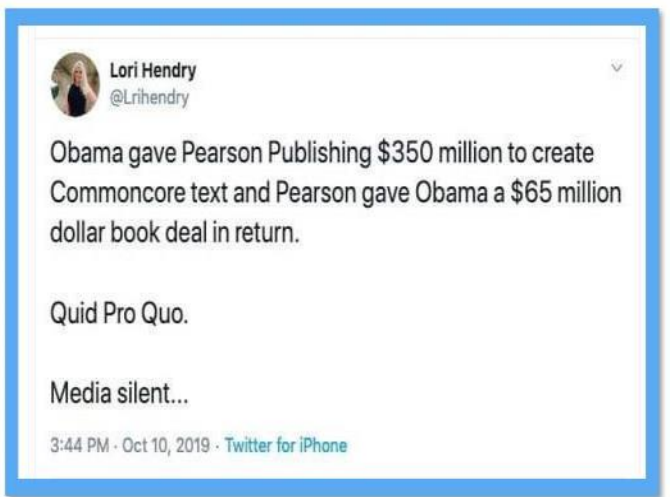 Lori Hendry
@Lrihendry
Obama gave Pearson Publishing $350 million to create
Commoncore text and Pearson gave Obama a $65 million
dollar book deal in return.
Quid Pro Quo.
Media silent...
3:44 PM · Oct 10, 2019 · Twitter for iPhone